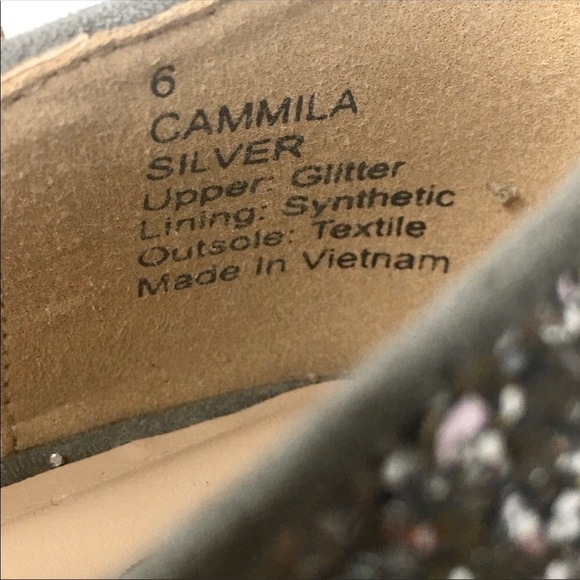 6
CAMMILA
SILVER
Upper: Glitter
Lining: Synthetic
Outsole: Textile
Made In Vietnam